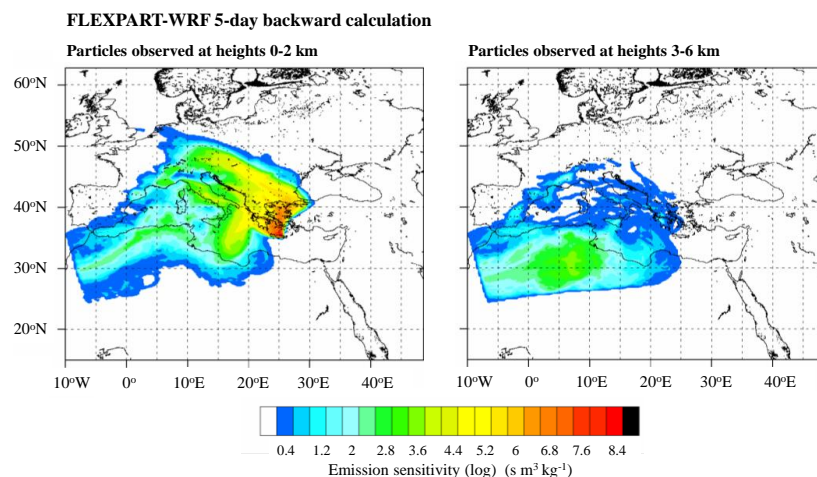 FLEXPART-WRF 5-day backward calculation
Particles observed at heights 0-2 km
Particles observed at heights 3-6 km
60°N
50°N
40°N
30°N
20°N
10°W 0° 10°E 20°E 30°E 40°E
10°W 0° 10°E 20°E 30°E 40°E
0.4 1.2 2 2.8 3.6 4.4 5.2 6 6.8 7.6 8.4
Emission sensitivity (log) (s m³ kg⁻¹)